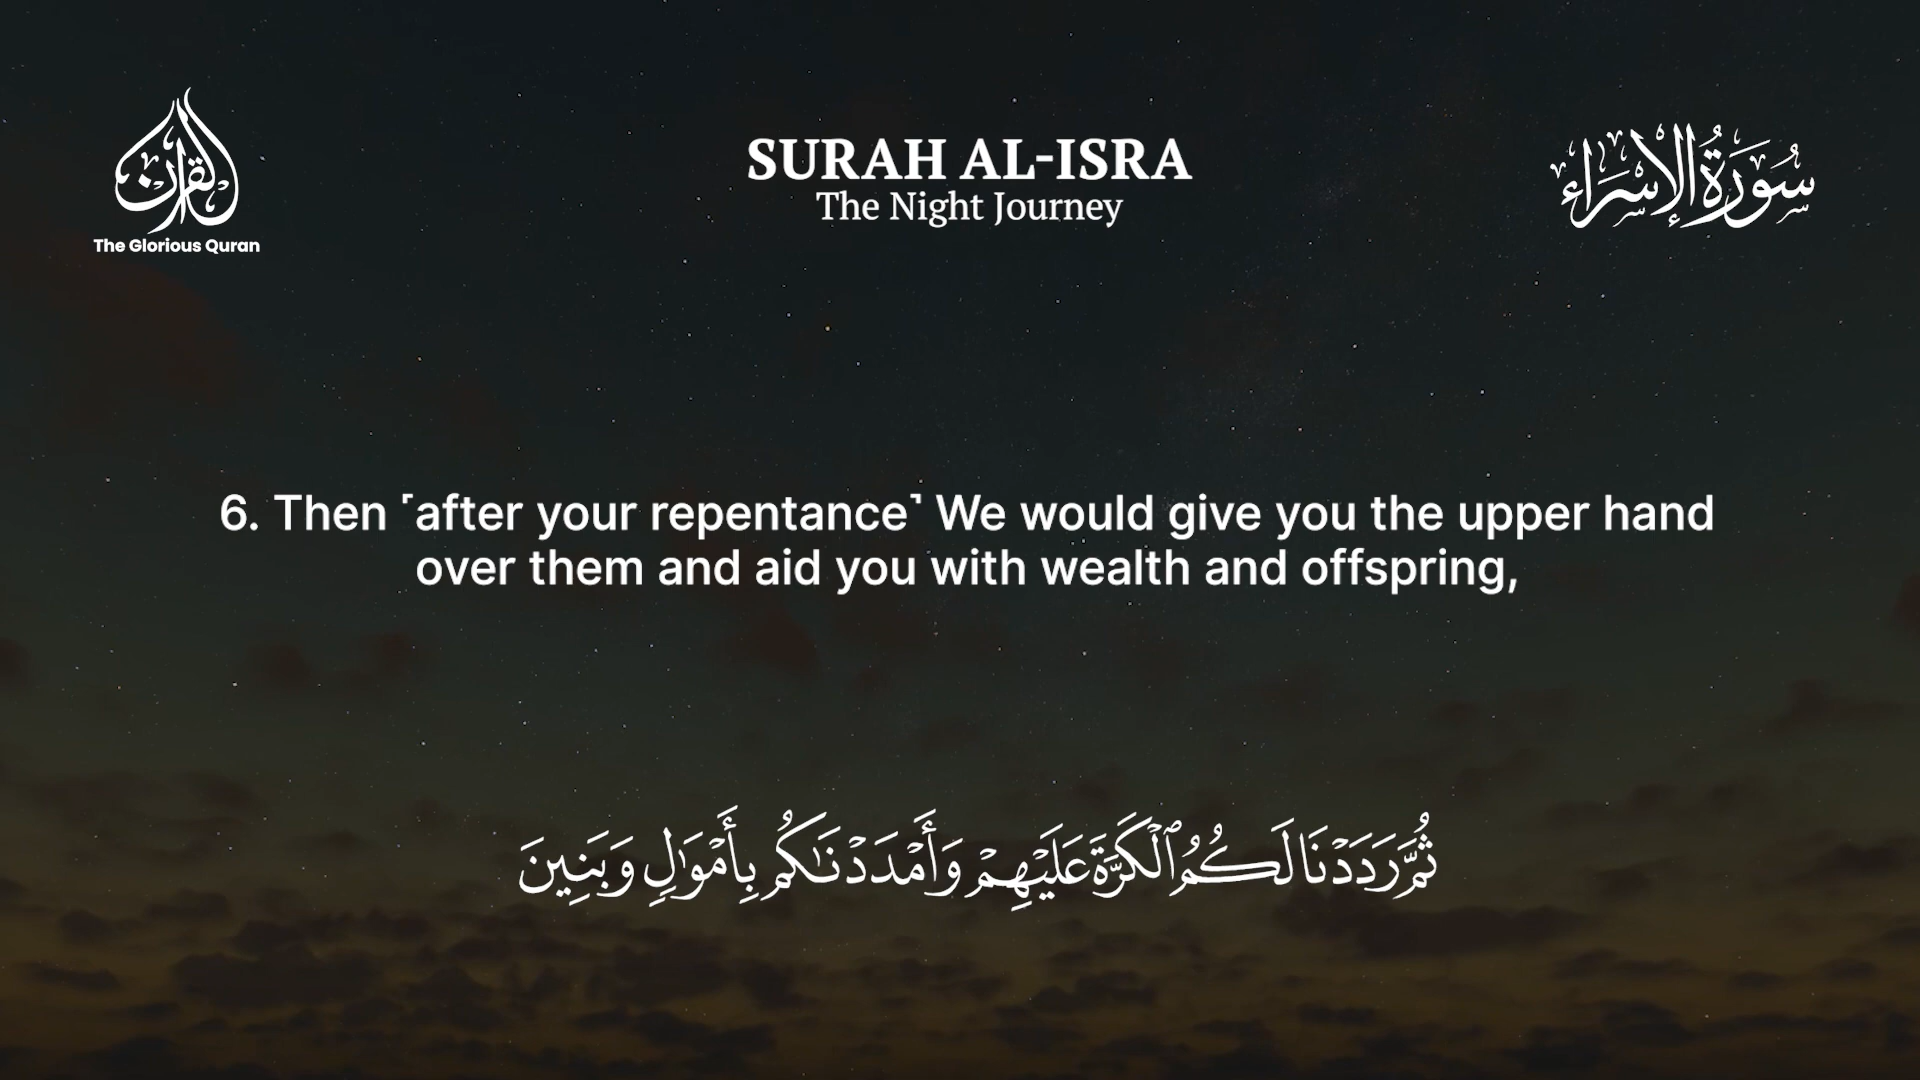 القرآن
The Glorious Quran
SURAH AL-ISRA
The Night Journey
سُورَةُ الإِسْرَاء
6. Then ˹after your repentance˺ We would give you the upper hand
over them and aid you with wealth and offspring,
ثُمَّ رَدَدْنَا لَكُمُ ٱلْكَرَّةَ عَلَيْهِمْ وَأَمْدَدْنَـٰكُم بِأَمْوَٰلٍ وَبَنِينَ